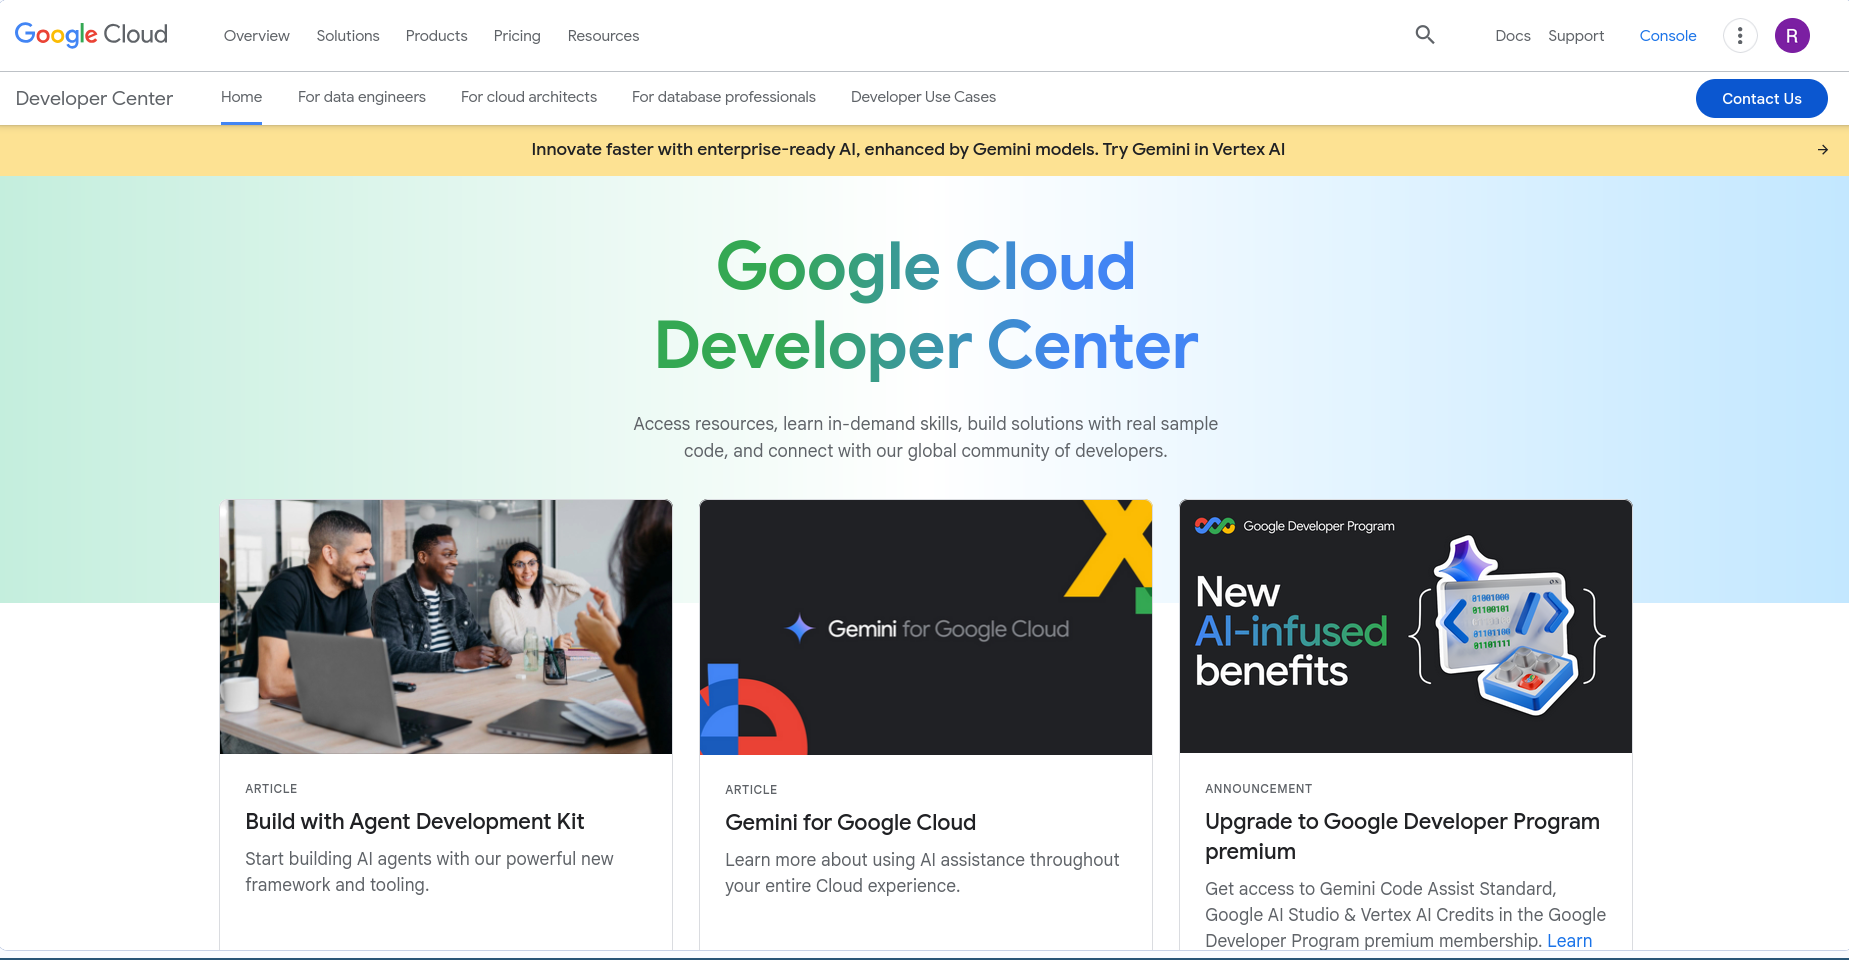 Google Cloud
Overview
Solutions
Products
Pricing
Resources
Docs
Support
Console
R
Developer Center
Home
For data engineers
For cloud architects
For database professionals
Developer Use Cases
Contact Us
Innovate faster with enterprise-ready AI, enhanced by Gemini models. Try Gemini in Vertex AI
Google Cloud
Developer Center
Access resources, learn in-demand skills, build solutions with real sample
code, and connect with our global community of developers.
ARTICLE
Build with Agent Development Kit
Start building AI agents with our powerful new
framework and tooling.
Gemini for Google Cloud
ARTICLE
Gemini for Google Cloud
Learn more about using AI assistance throughout
your entire Cloud experience.
Google Developer Program
New
AI-infused
benefits
01001000
01100101
01101100
01101111
ANNOUNCEMENT
Upgrade to Google Developer Program
premium
Get access to Gemini Code Assist Standard,
Google AI Studio & Vertex AI Credits in the Google
Developer Program premium membership. Learn